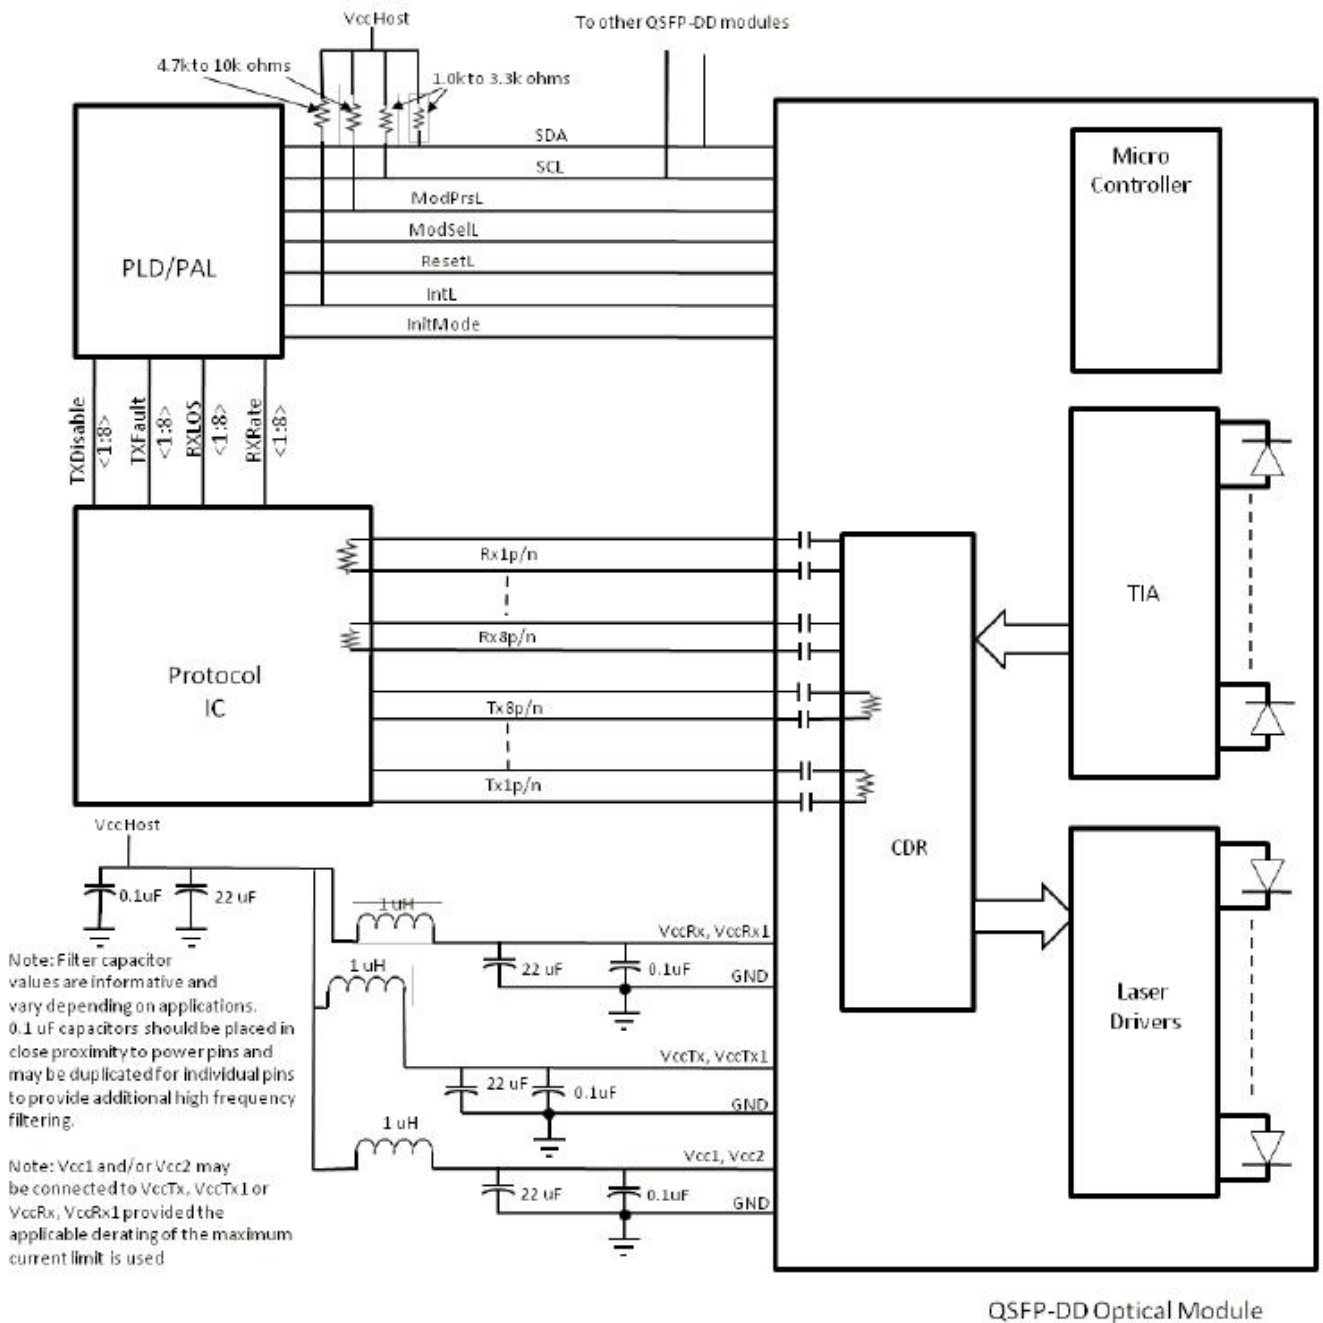 VccHost
To other QSFP-DD modules
4.7k to 10k ohms
1.0k to 3.3k ohms
SDA
SCL
ModPrsL
ModSelL
ResetL
IntL
InitMode
PLD/PAL
Micro
Controller
TXDisable
<1:8>
TXFault
<1:8>
RXLOS
<1:8>
RXRate
<1:8>
Rx1p/n
Rx8p/n
Tx8p/n
Tx1p/n
Protocol
IC
TIA
CDR
Laser
Drivers
VccHost
0.1uF
22 uF
1 uH
VccRx, VccRx1
22 uF
0.1uF
GND
1 uH
VccTx, VccTx1
22 uF
0.1uF
GND
1 uH
Vcc1, Vcc2
22 uF
0.1uF
GND
Note: Filter capacitor
values are informative and
vary depending on applications.
0.1 uF capacitors should be placed in
close proximity to power pins and
may be duplicated for individual pins
to provide additional high frequency
filtering.
Note: Vcc1 and/or Vcc2 may
be connected to VccTx, VccTx1 or
VccRx, VccRx1 provided the
applicable derating of the maximum
current limit is used
QSFP-DD Optical Module